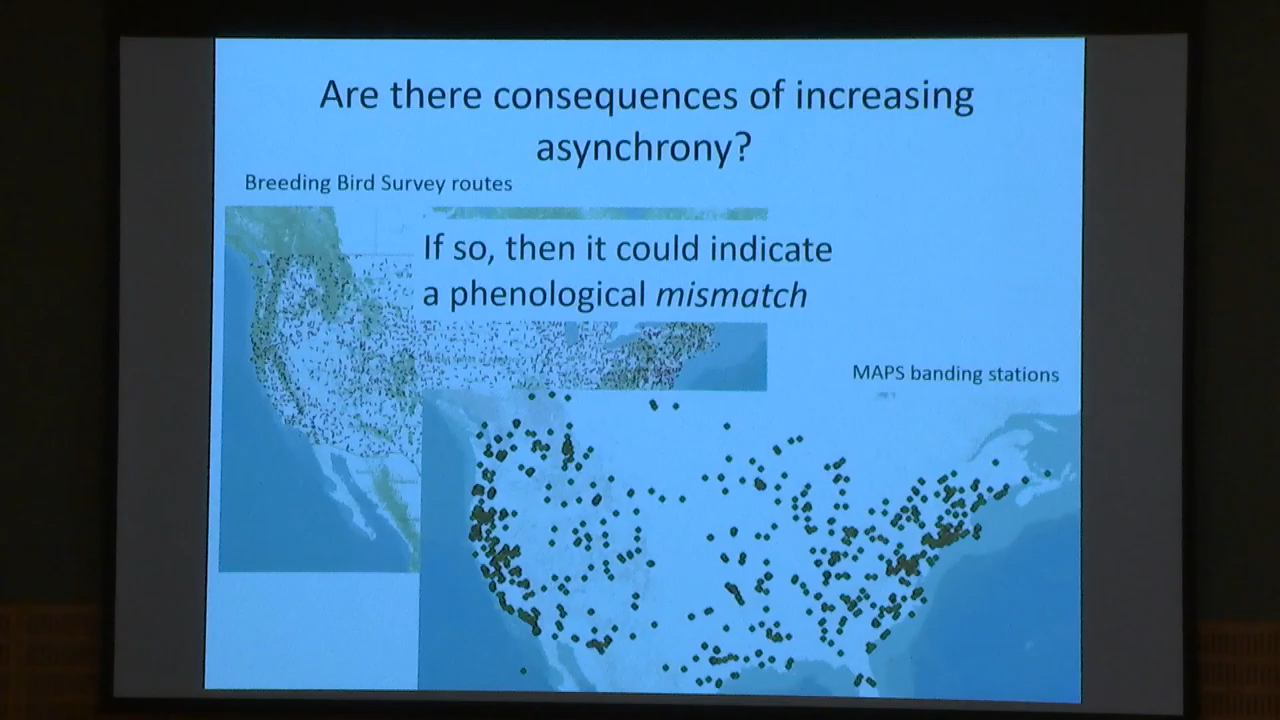 Are there consequences of increasing
asynchrony?
Breeding Bird Survey routes
If so, then it could indicate
a phenological mismatch
MAPS banding stations